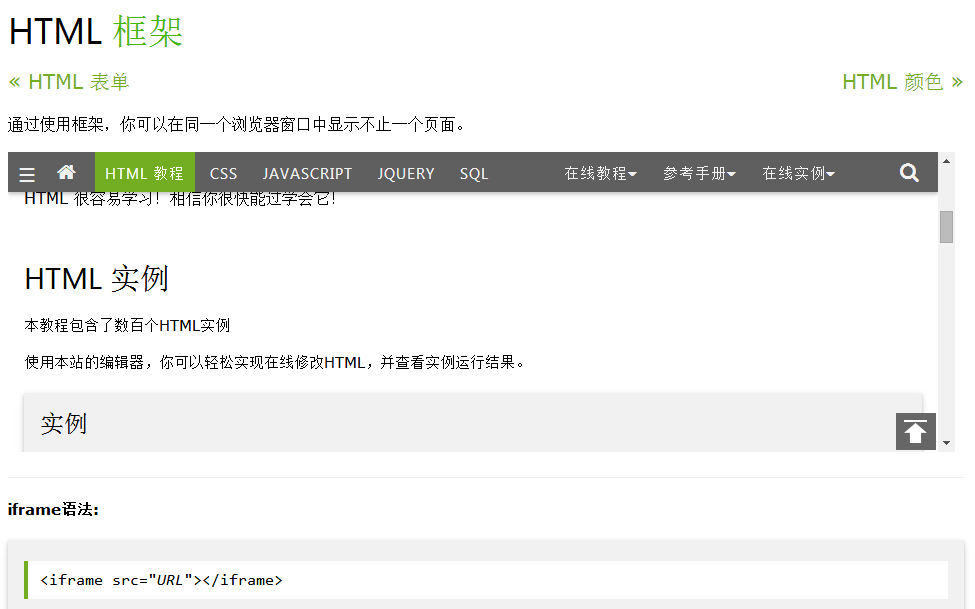 HTML 框架
« HTML 表单
HTML 颜色 »
通过使用框架，你可以在同一个浏览器窗口中显示不止一个页面。
HTML 教程 CSS JAVASCRIPT JQUERY SQL 在线教程 参考手册 在线实例
HTML 很容易学习！相信你很快能过学会它！
HTML 实例
本教程包含了数百个HTML实例
使用本站的编辑器，你可以轻松实现在线修改HTML，并查看实例运行结果。
实例
iframe语法:
<iframe src="URL"></iframe>